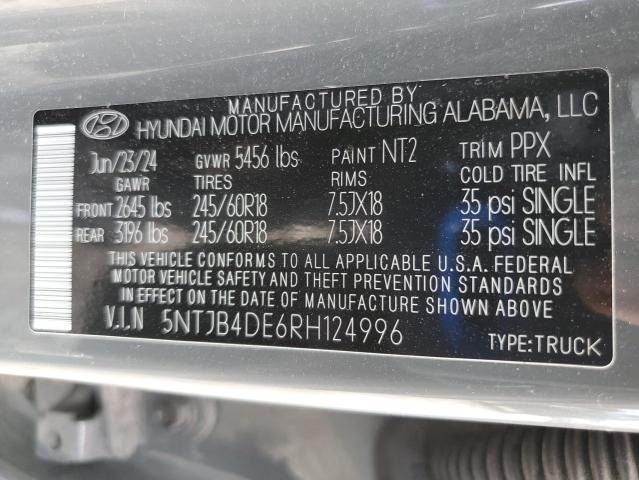 MANUFACTURED BY
HYUNDAI MOTOR MANUFACTURING ALABAMA, LLC
Jun/23/24 GVWR 5456 lbs PAINT NT2 TRIM PPX
GAWR TIRES RIMS COLD TIRE INFL
FRONT 2645 lbs 245/60R18 7.5JX18 35 psi SINGLE
REAR 3196 lbs 245/60R18 7.5JX18 35 psi SINGLE
THIS VEHICLE CONFORMS TO ALL APPLICABLE U.S.A. FEDERAL
MOTOR VEHICLE SAFETY AND THEFT PREVENTION STANDARDS
IN EFFECT ON THE DATE OF MANUFACTURE SHOWN ABOVE
V.I.N 5NTJB4DE6RH124996
TYPE:TRUCK